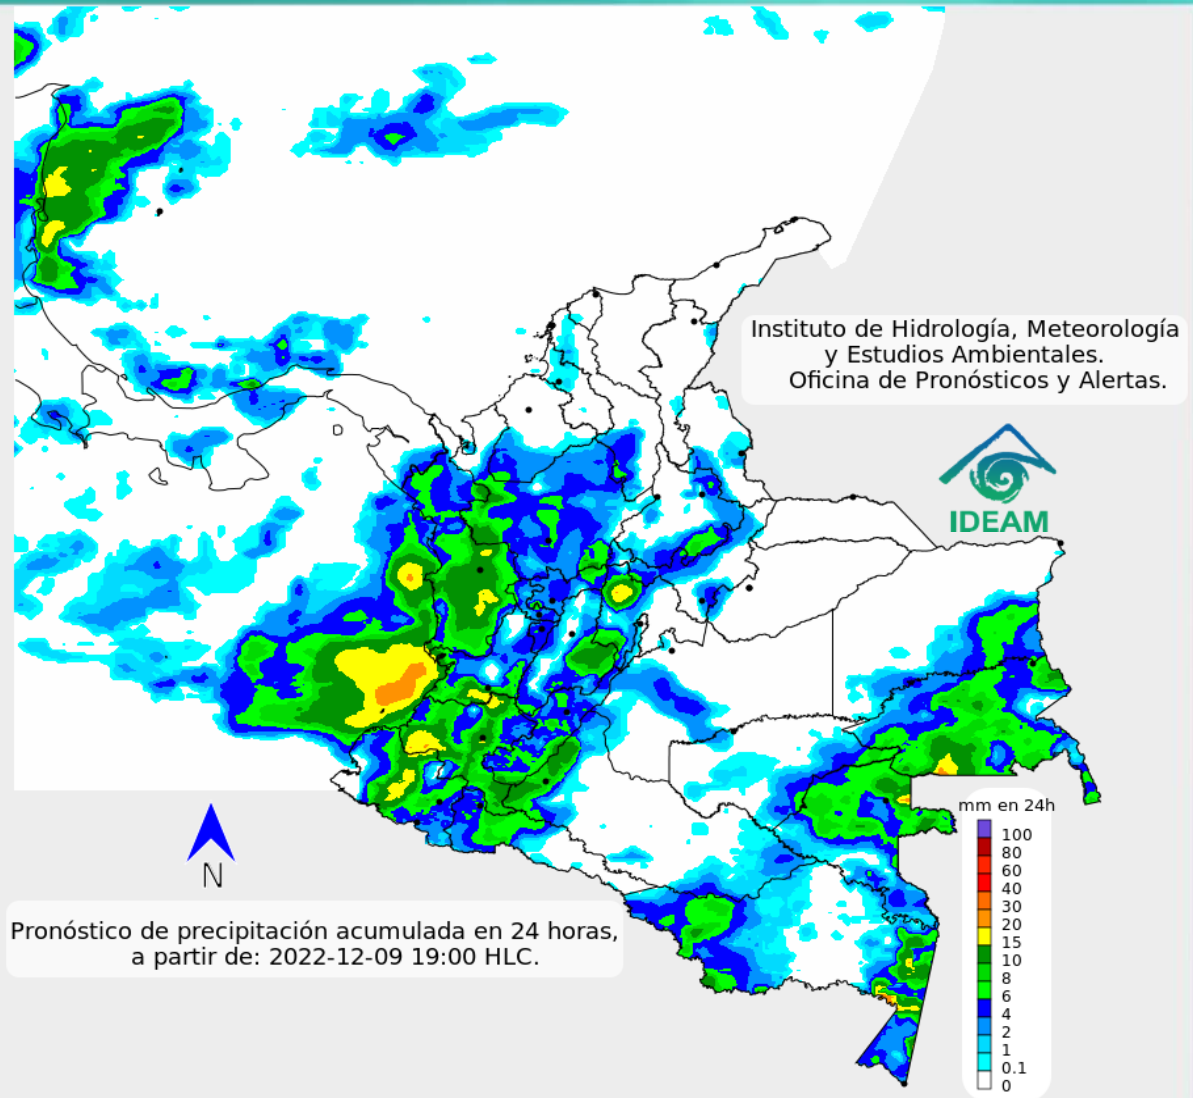 Instituto de Hidrología, Meteorología
y Estudios Ambientales.
Oficina de Pronósticos y Alertas.
IDEAM
mm en 24h
100
80
60
40
30
20
15
10
8
6
4
2
1
0.1
0
N
Pronóstico de precipitación acumulada en 24 horas,
a partir de: 2022-12-09 19:00 HLC.